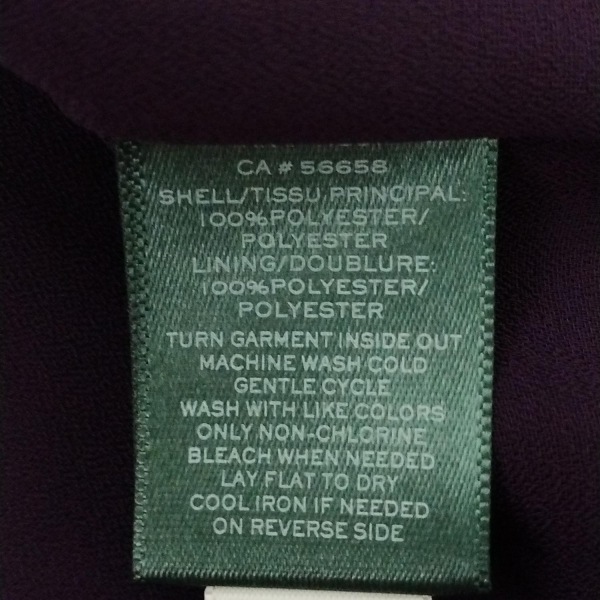 CA # 56658
SHELL/TISSU PRINCIPAL:
100%POLYESTER/
POLYESTER
LINING/DOUBLURE:
100%POLYESTER/
POLYESTER
TURN GARMENT INSIDE OUT
MACHINE WASH COLD
GENTLE CYCLE
WASH WITH LIKE COLORS
ONLY NON-CHLORINE
BLEACH WHEN NEEDED
LAY FLAT TO DRY
COOL IRON IF NEEDED
ON REVERSE SIDE